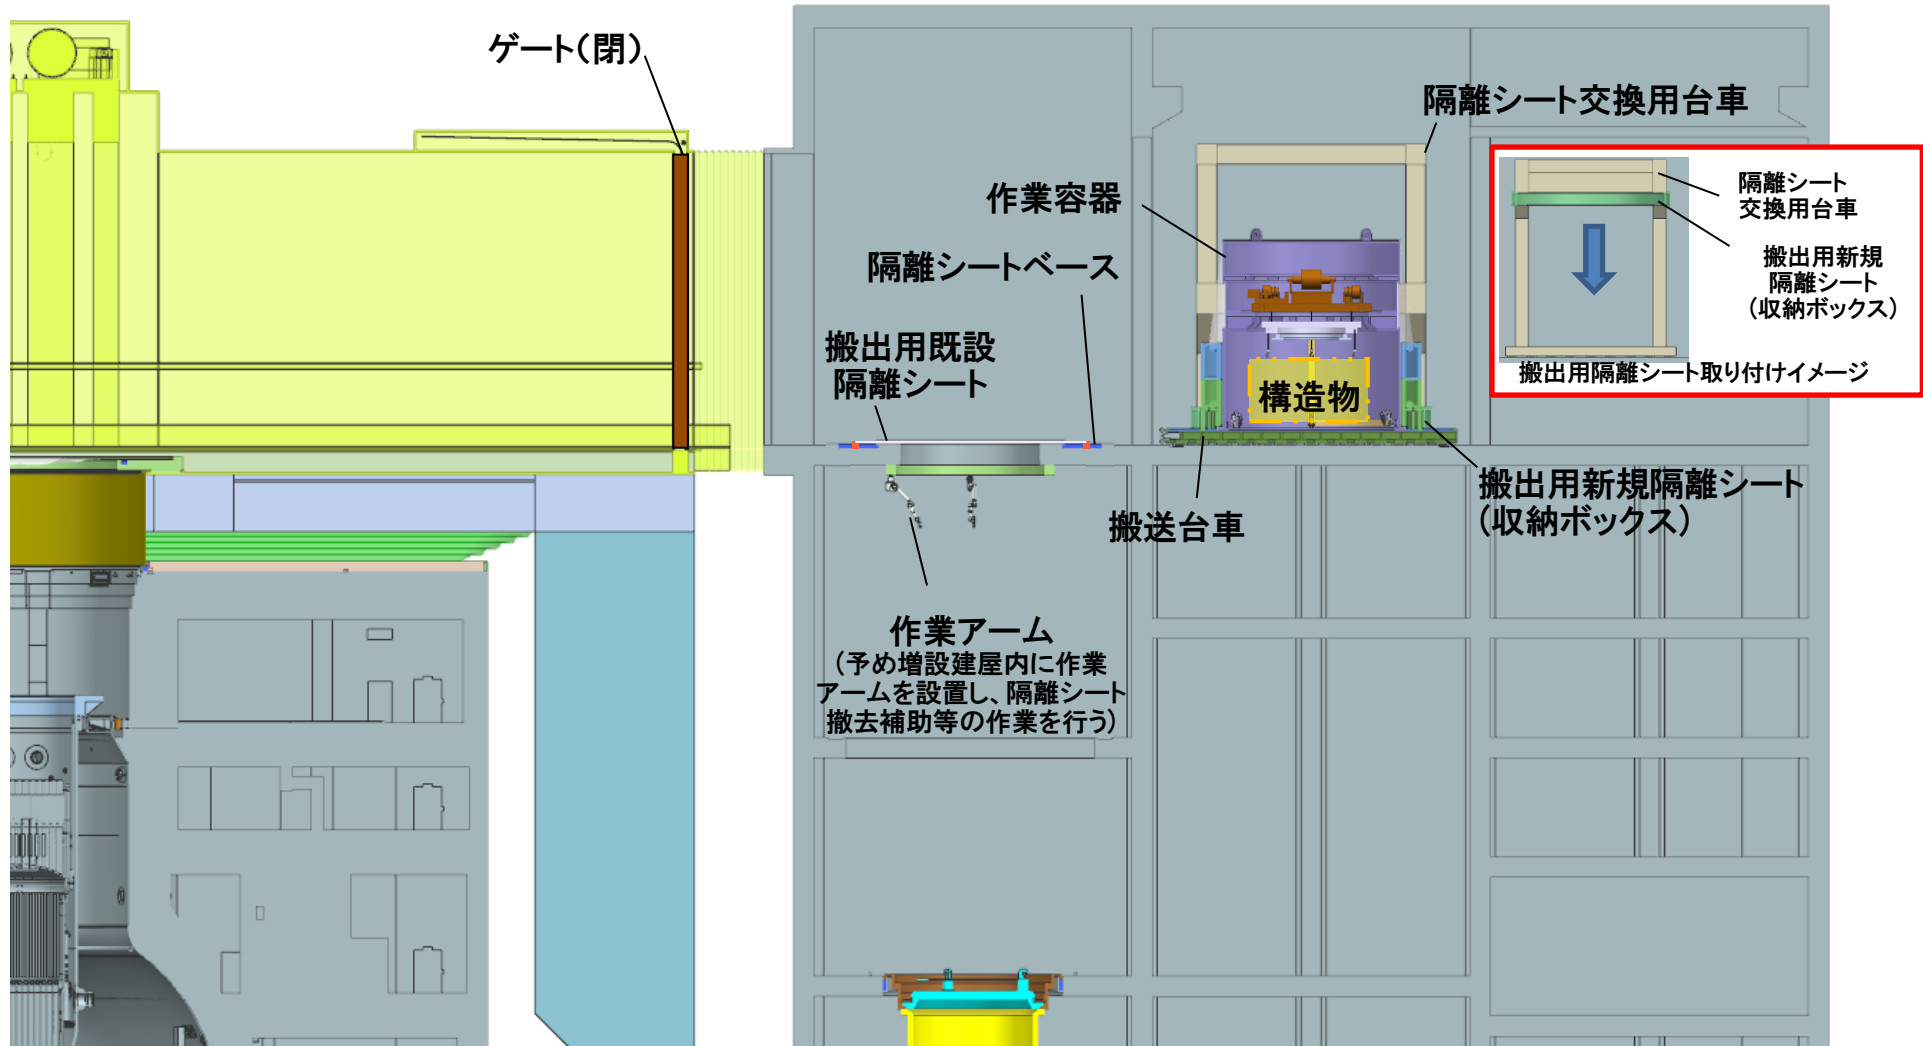 ゲート（閉）
隔離シート交換用台車
作業容器
隔離シートベース
搬出用既設
隔離シート
構造物
搬送台車
搬出用新規隔離シート
（収納ボックス）
作業アーム
（予め増設建屋内に作業
アームを設置し、隔離シート
撤去補助等の作業を行う）
隔離シート
交換用台車
搬出用新規
隔離シート
（収納ボックス）
搬出用隔離シート取り付けイメージ